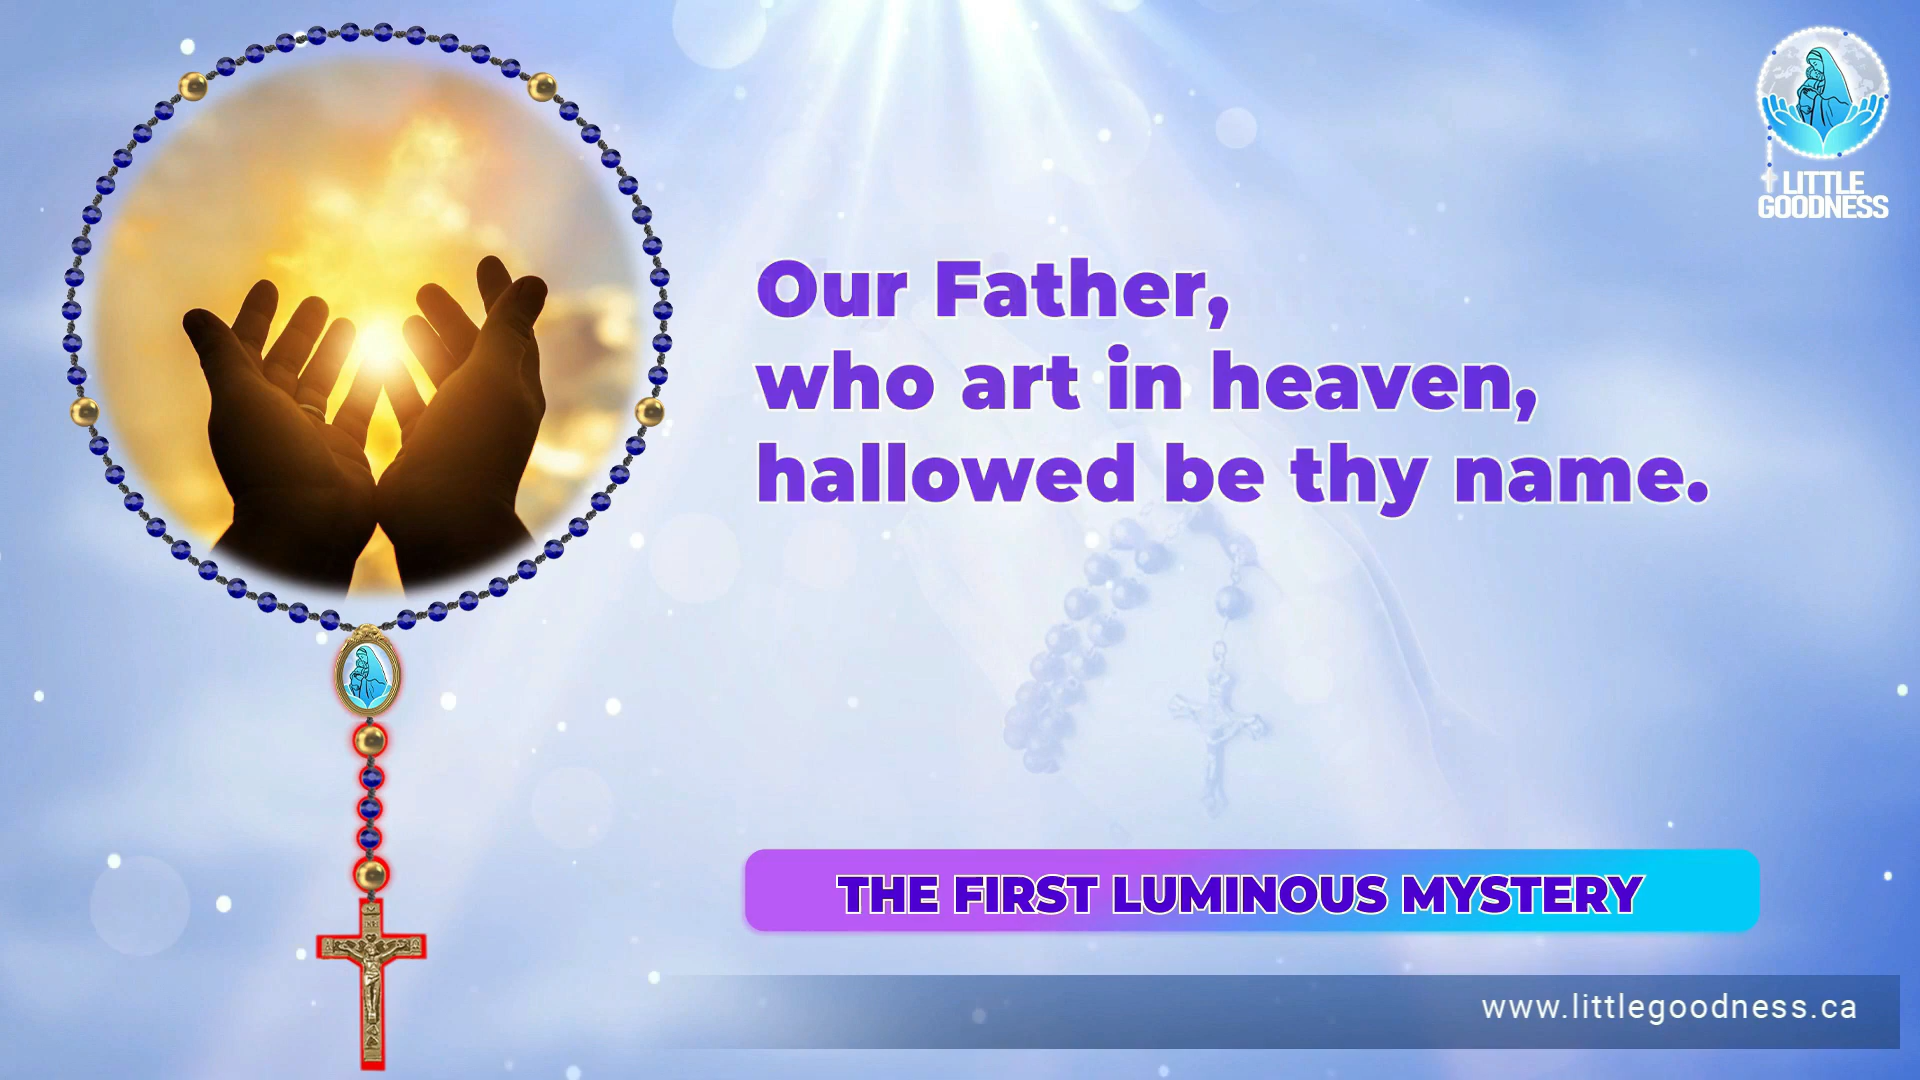 LITTLE
GOODNESS
Our Father,
who art in heaven,
hallowed be thy name.
THE FIRST LUMINOUS MYSTERY
www.littlegoodness.ca